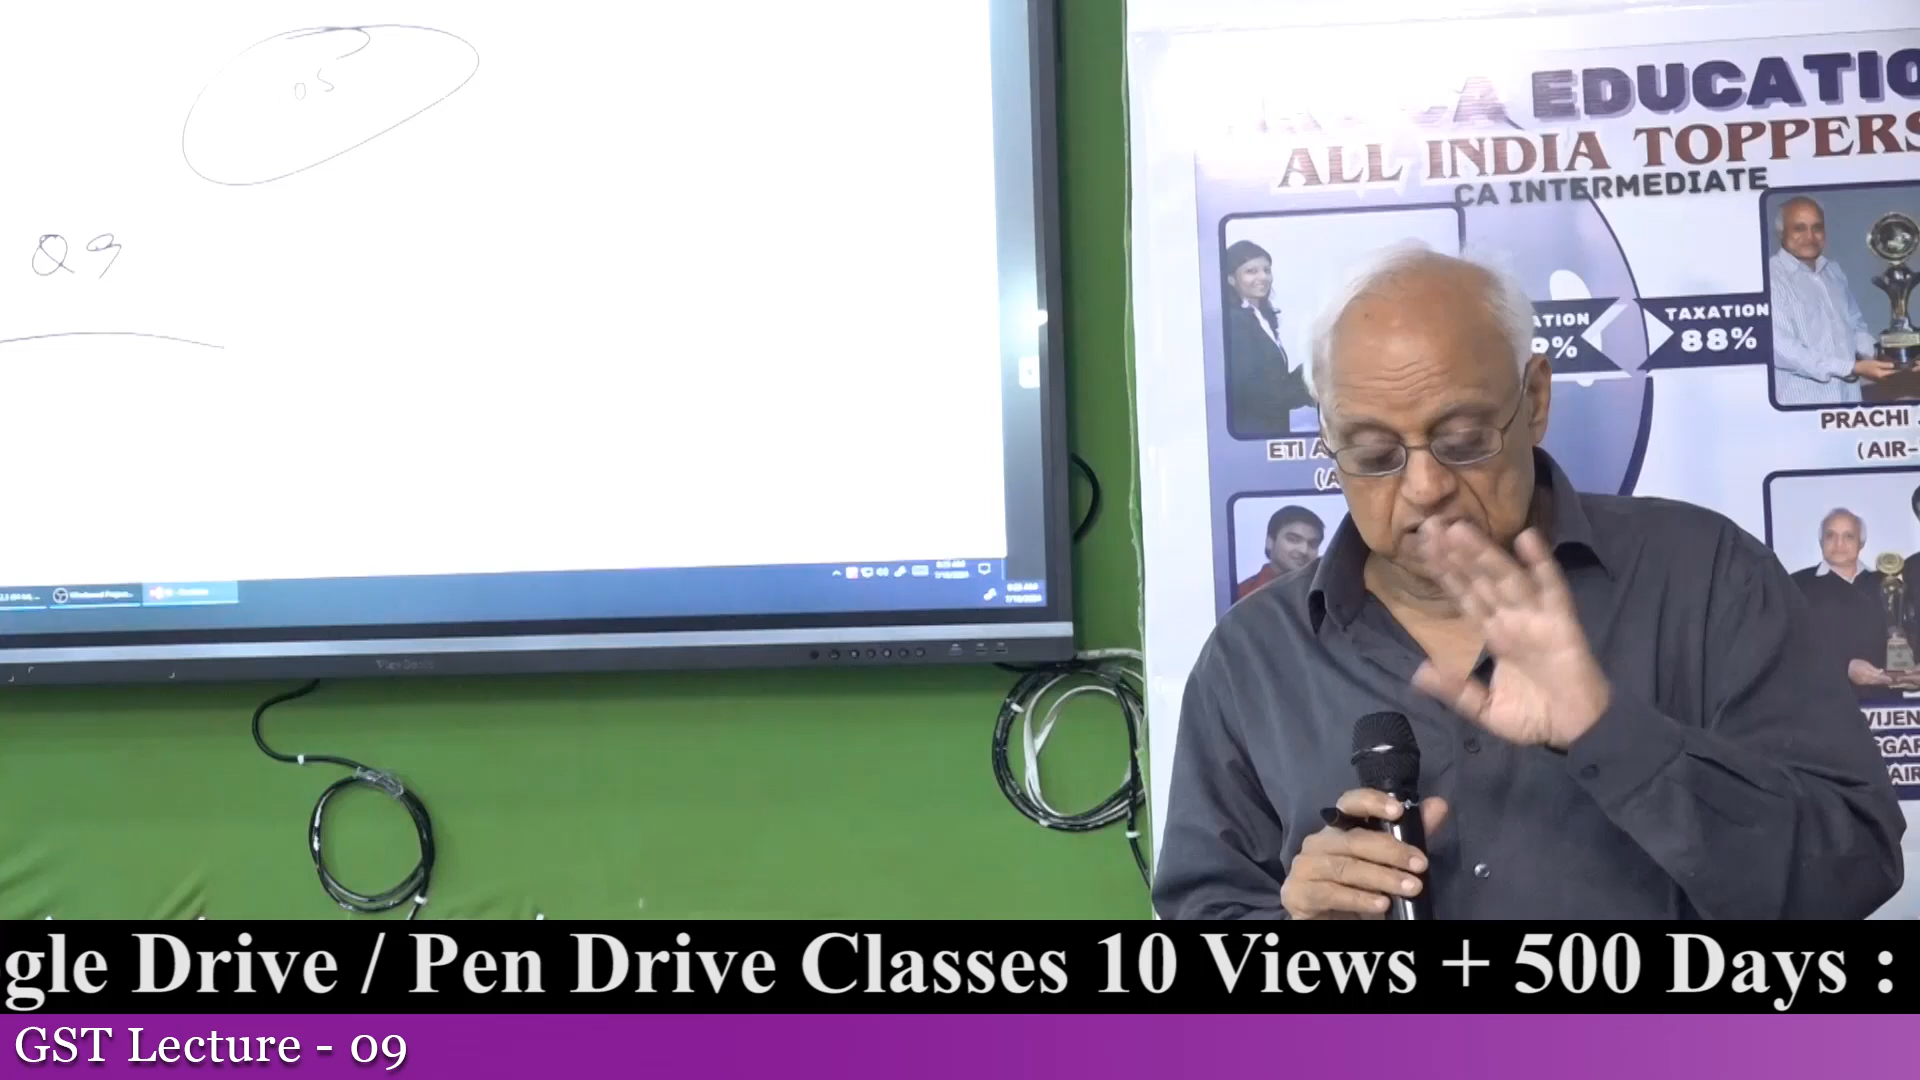 05
Q9
EDUCATIO
ALL INDIA TOPPERS
CA INTERMEDIATE
TAXATION
88%
PRACHI
(AIR-
ETI A
ViewSonic
gle Drive / Pen Drive Classes 10 Views + 500 Days :
GST Lecture - 09